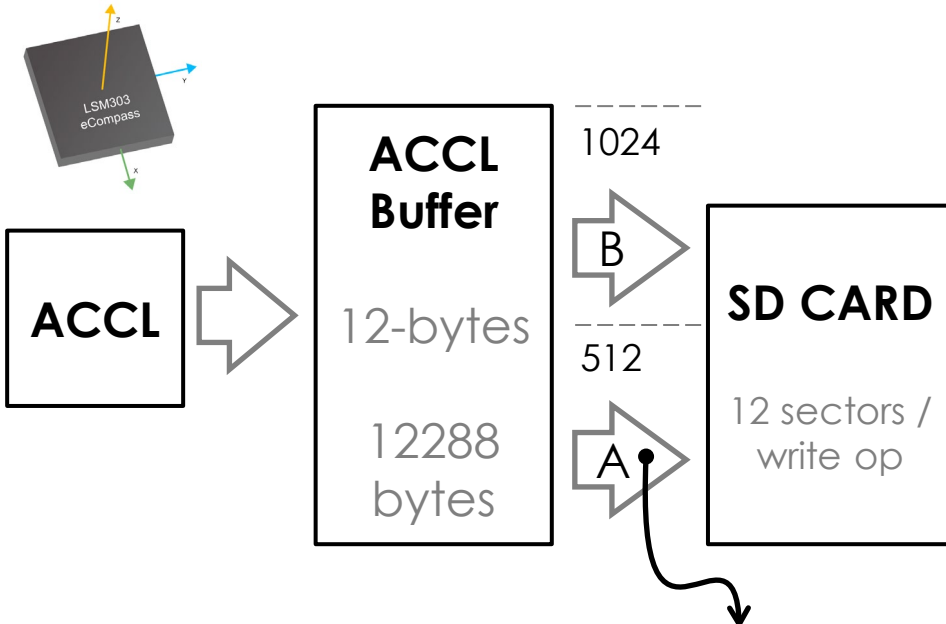 Z
Y
LSM303
eCompass
X
ACCL
ACCL
Buffer
12-bytes
12288
bytes
1024
B
512
A
SD CARD
12 sectors /
write op